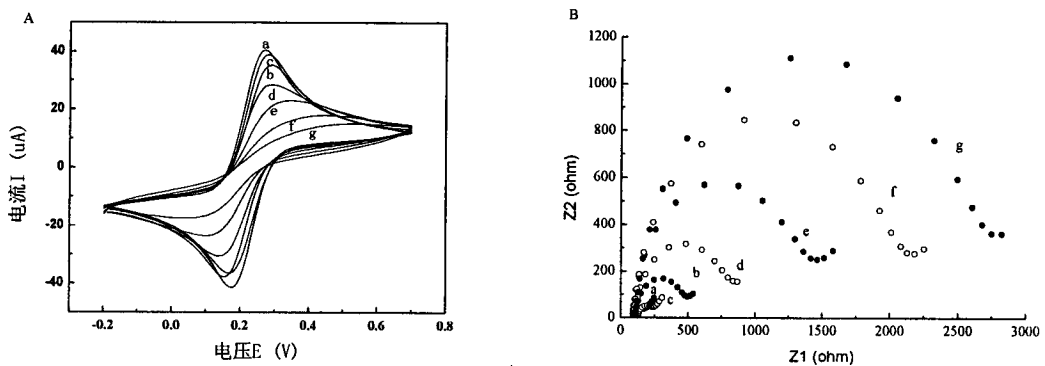 A
电流I (uA)
40
20
0
-20
-40
a
c
b
d
e
f
g
-0.2
0.0
0.2
0.4
0.6
0.8
电压E (V)
B
Z2 (ohm)
1200
1000
800
600
400
200
0
g
f
e
d
b
a
c
0
500
1000
1500
2000
2500
3000
Z1 (ohm)